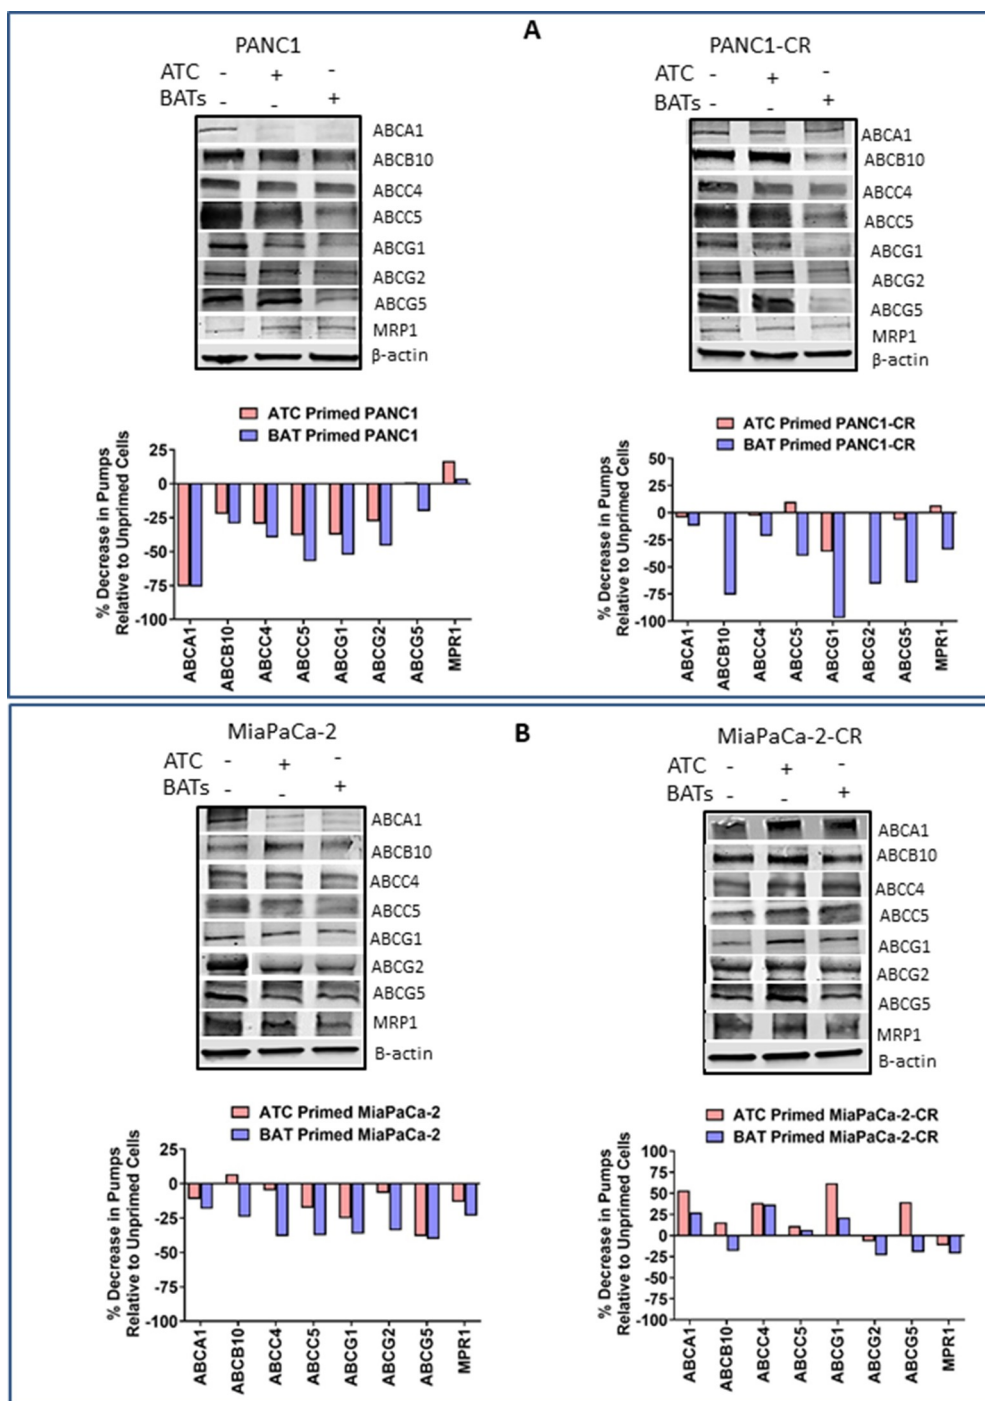 A
PANC1
ATC - + -
BATs - - +
ABCA1
ABCB10
ABCC4
ABCC5
ABCG1
ABCG2
ABCG5
MRP1
β-actin
PANC1-CR
ATC - + -
BATs - - +
ABCA1
ABCB10
ABCC4
ABCC5
ABCG1
ABCG2
ABCG5
MRP1
β-actin
ATC Primed PANC1
BAT Primed PANC1
% Decrease in Pumps
Relative to Unprimed Cells
25
0
-25
-50
-75
-100
ABCA1
ABCB10
ABCC4
ABCC5
ABCG1
ABCG2
ABCG5
MPR1
ATC Primed PANC1-CR
BAT Primed PANC1-CR
% Decrease in Pumps
Relative to Unprimed Cells
50
25
0
-25
-50
-75
-100
ABCA1
ABCB10
ABCC4
ABCC5
ABCG1
ABCG2
ABCG5
MPR1
B
MiaPaCa-2
ATC - + -
BATs - - +
ABCA1
ABCB10
ABCC4
ABCC5
ABCG1
ABCG2
ABCG5
MRP1
B-actin
MiaPaCa-2-CR
ATC - + -
BATs - - +
ABCA1
ABCB10
ABCC4
ABCC5
ABCG1
ABCG2
ABCG5
MRP1
B-actin
ATC Primed MiaPaCa-2
BAT Primed MiaPaCa-2
% Decrease in Pumps
Relative to Unprimed Cells
25
0
-25
-50
-75
-100
ABCA1
ABCB10
ABCC4
ABCC5
ABCG1
ABCG2
ABCG5
MPR1
ATC Primed MiaPaCa-2-CR
BAT Primed MiaPaCa-2-CR
% Decrease in Pumps
Relative to Unprimed Cells
100
75
50
25
0
-25
-50
-75
-100
ABCA1
ABCB10
ABCC4
ABCC5
ABCG1
ABCG2
ABCG5
MPR1